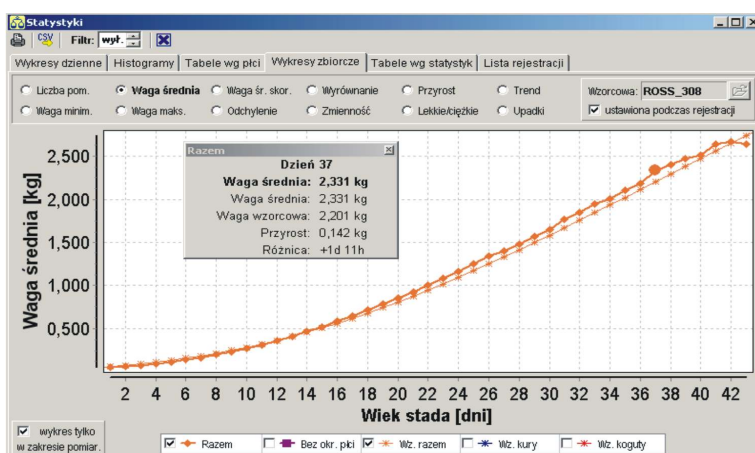 Statystyki
CSV Filtr: wył.
Wykresy dzienne Histogramy Tabele wg płci Wykresy zbiorcze Tabele wg statystyk Lista rejestracji
Liczba pom. Waga średnia Waga śr. skor. Wyrównanie Przyrost Trend Wzorcowa: ROSS_308
Waga minim. Waga maks. Odchylenie Zmienność Lekkie/ciężkie Upadki ustawiona podczas rejestracji
Razem
Dzień 37
Waga średnia: 2,331 kg
Waga średnia: 2,331 kg
Waga wzorcowa: 2,201 kg
Przyrost: 0,142 kg
Różnica: +1d 11h
Waga średnia [kg]
2,500
2,000
1,500
1,000
0,500
2 4 6 8 10 12 14 16 18 20 22 24 26 28 30 32 34 36 38 40 42
Wiek stada [dni]
wykres tylko
w zakresie pomiar.
Razem Bez okr. płci Wz. razem Wz. kury Wz. koguty